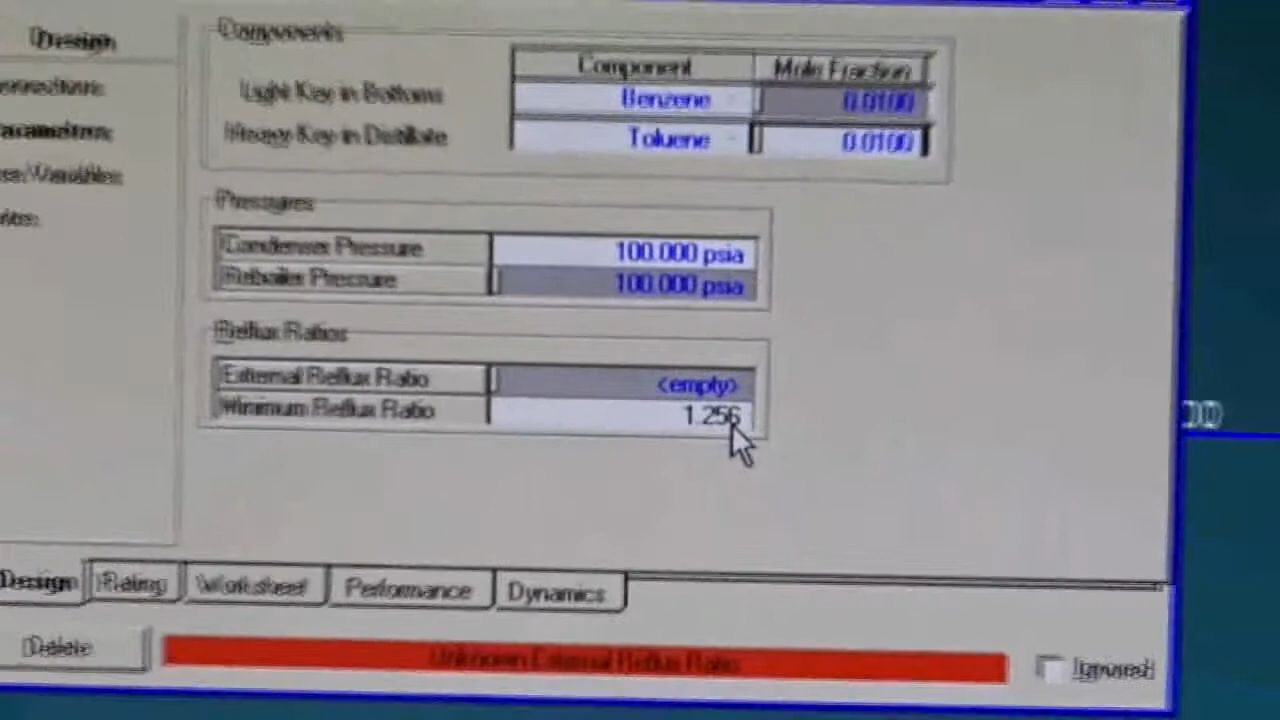 Design
Components
Component Mole Fraction
Light Key in Bottoms Benzene 0.0100
Heavy Key in Distillate Toluene 0.0100
Parameters
Pressures
Condenser Pressure 100.000 psia
Reboiler Pressure 100.000 psia
Reflux Ratios
External Reflux Ratio <empty>
Minimum Reflux Ratio 1.256
Design Rating Worksheet Performance Dynamics
Delete Unknown External Reflux Ratio Ignored